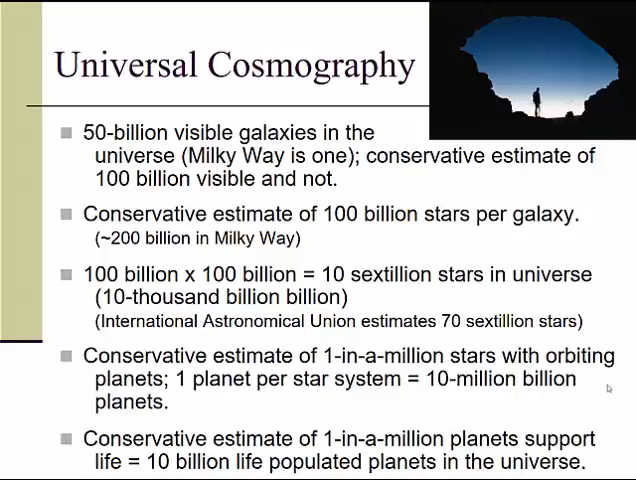 Universal Cosmography
50-billion visible galaxies in the
universe (Milky Way is one); conservative estimate of
100 billion visible and not.
Conservative estimate of 100 billion stars per galaxy.
(~200 billion in Milky Way)
100 billion x 100 billion = 10 sextillion stars in universe
(10-thousand billion billion)
(International Astronomical Union estimates 70 sextillion stars)
Conservative estimate of 1-in-a-million stars with orbiting
planets; 1 planet per star system = 10-million billion
planets.
Conservative estimate of 1-in-a-million planets support
life = 10 billion life populated planets in the universe.